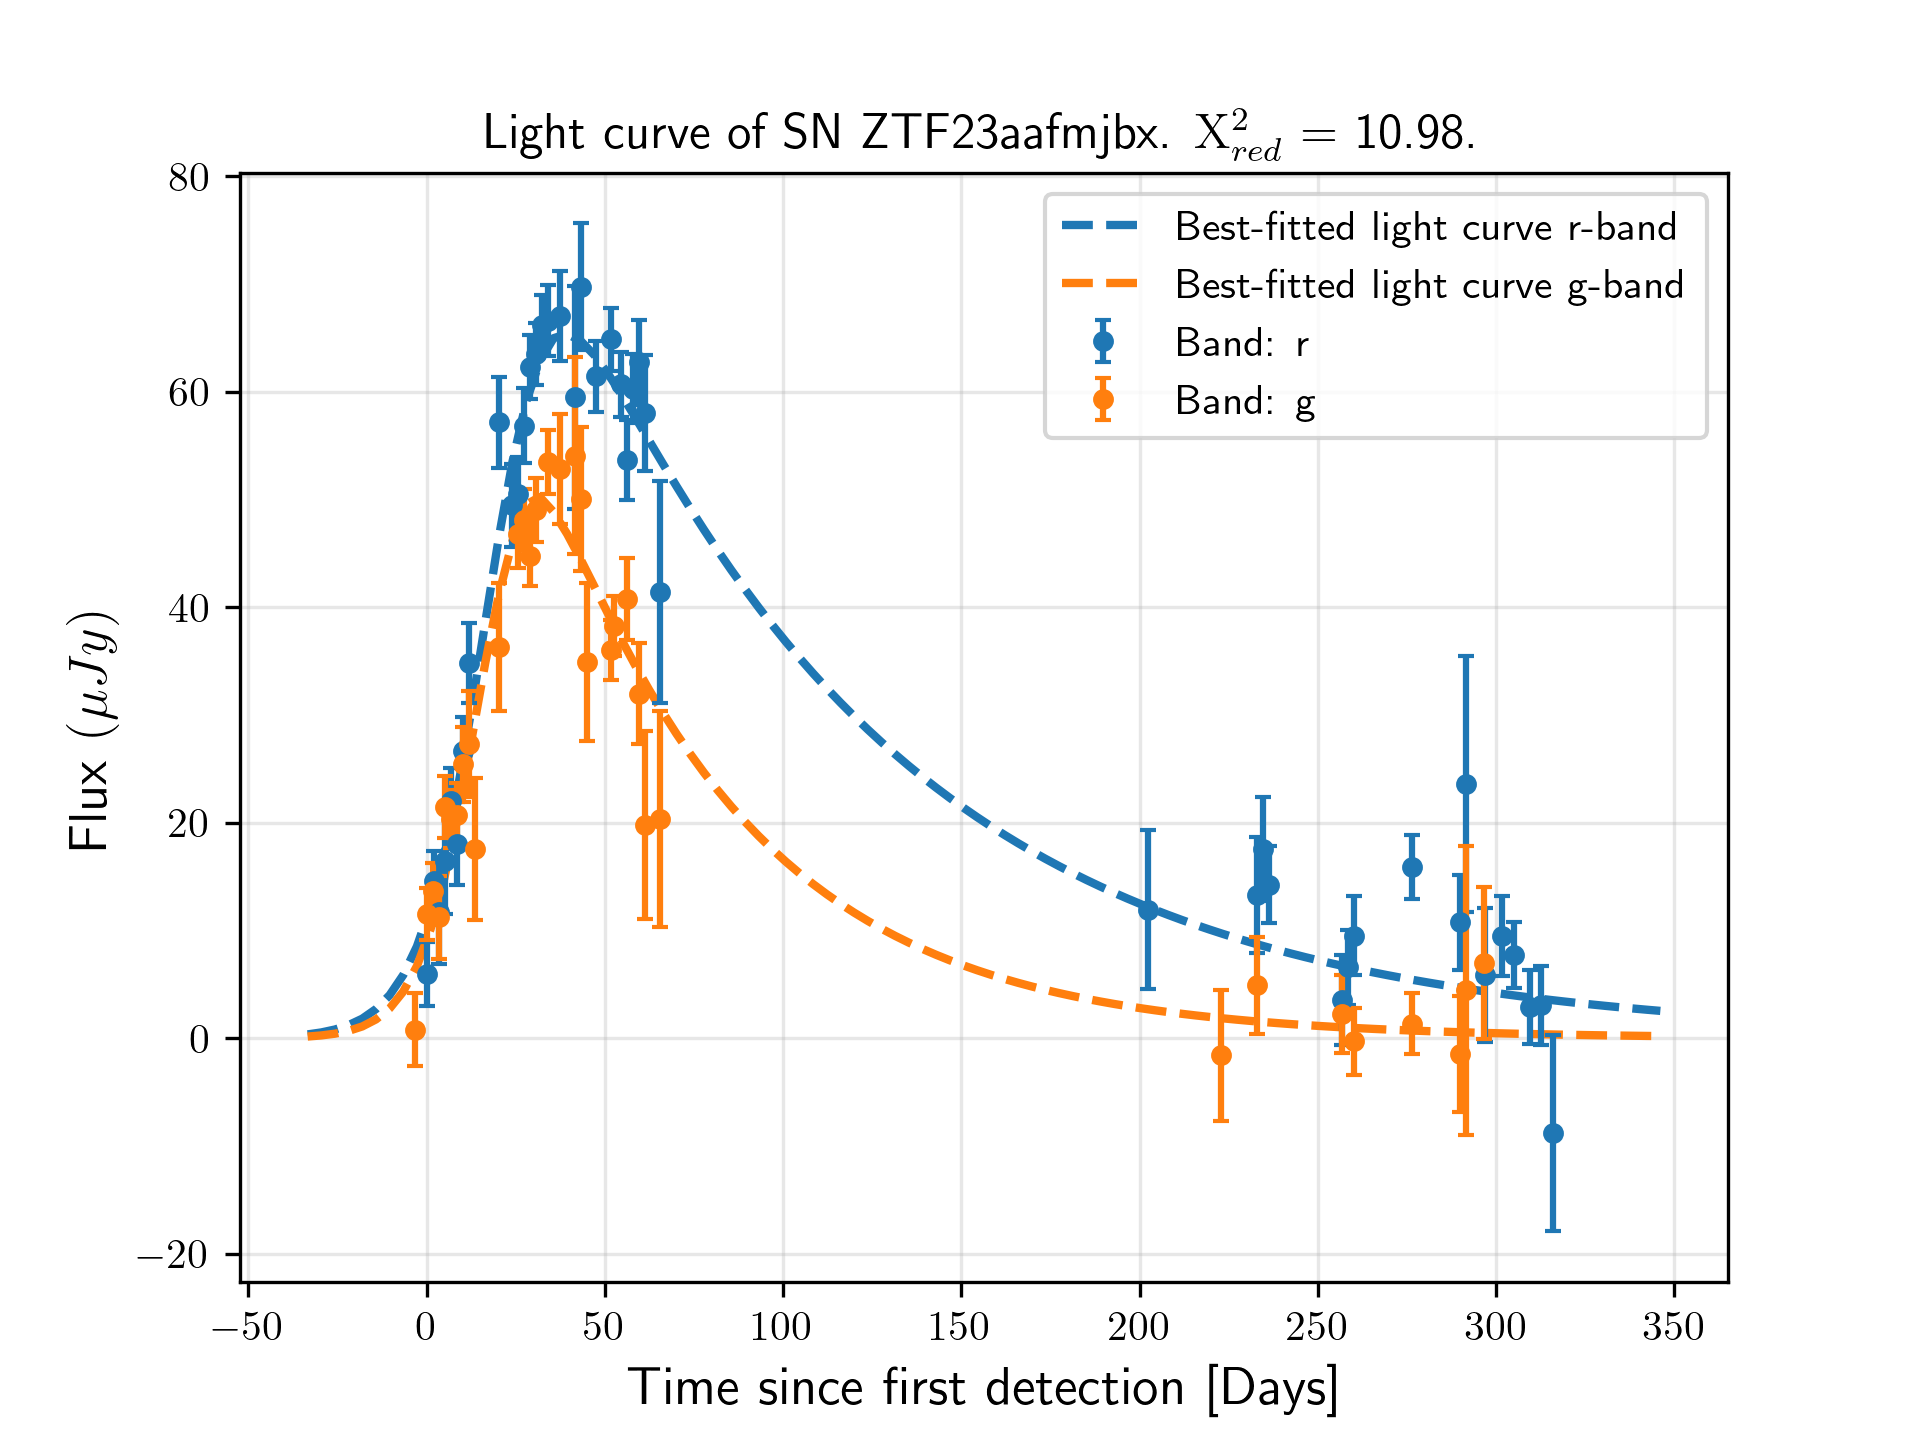 Light curve of SN ZTF23aafmjbx. X²_red = 10.98.
80
60
40
20
0
−20
Flux (μJy)
Best-fitted light curve r-band
Best-fitted light curve g-band
Band: r
Band: g
−50 0 50 100 150 200 250 300 350
Time since first detection [Days]